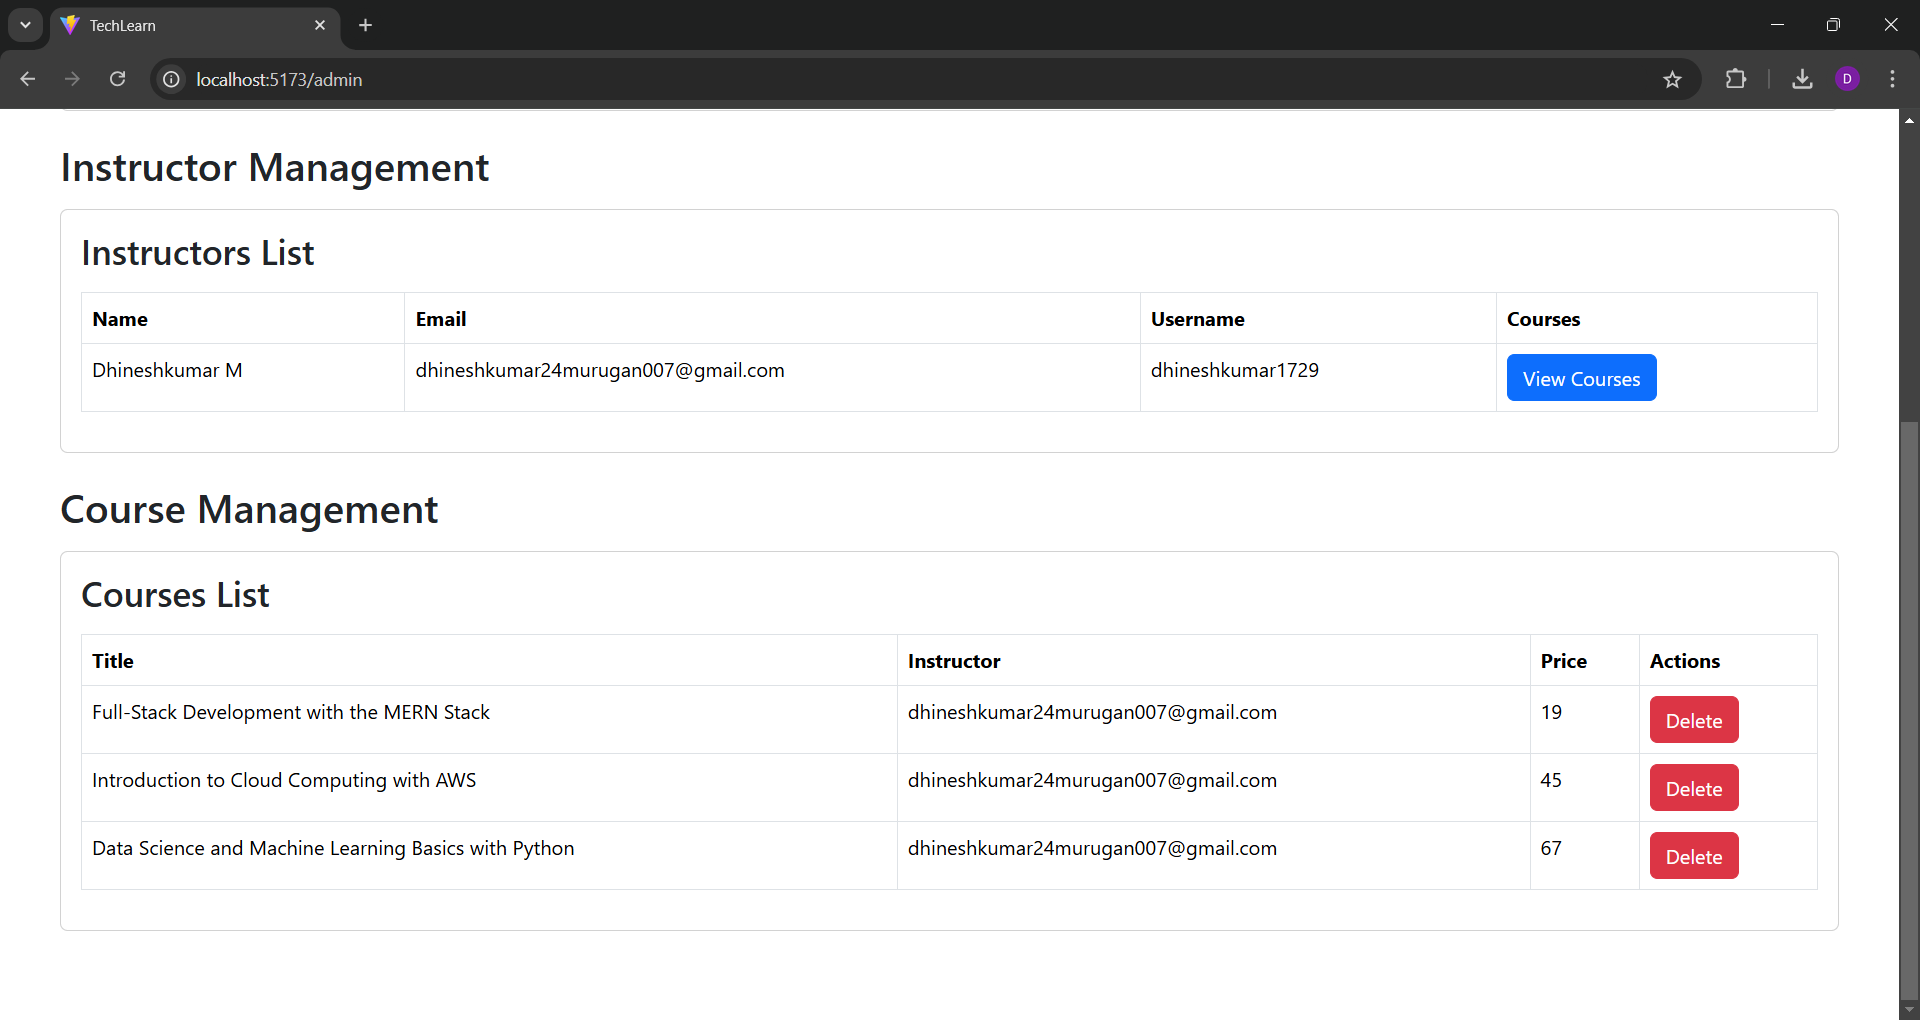 TechLearn
localhost:5173/admin
D
Instructor Management
Instructors List
Name Email Username Courses
Dhineshkumar M dhineshkumar24murugan007@gmail.com dhineshkumar1729 View Courses
Course Management
Courses List
Title Instructor Price Actions
Full-Stack Development with the MERN Stack dhineshkumar24murugan007@gmail.com 19 Delete
Introduction to Cloud Computing with AWS dhineshkumar24murugan007@gmail.com 45 Delete
Data Science and Machine Learning Basics with Python dhineshkumar24murugan007@gmail.com 67 Delete